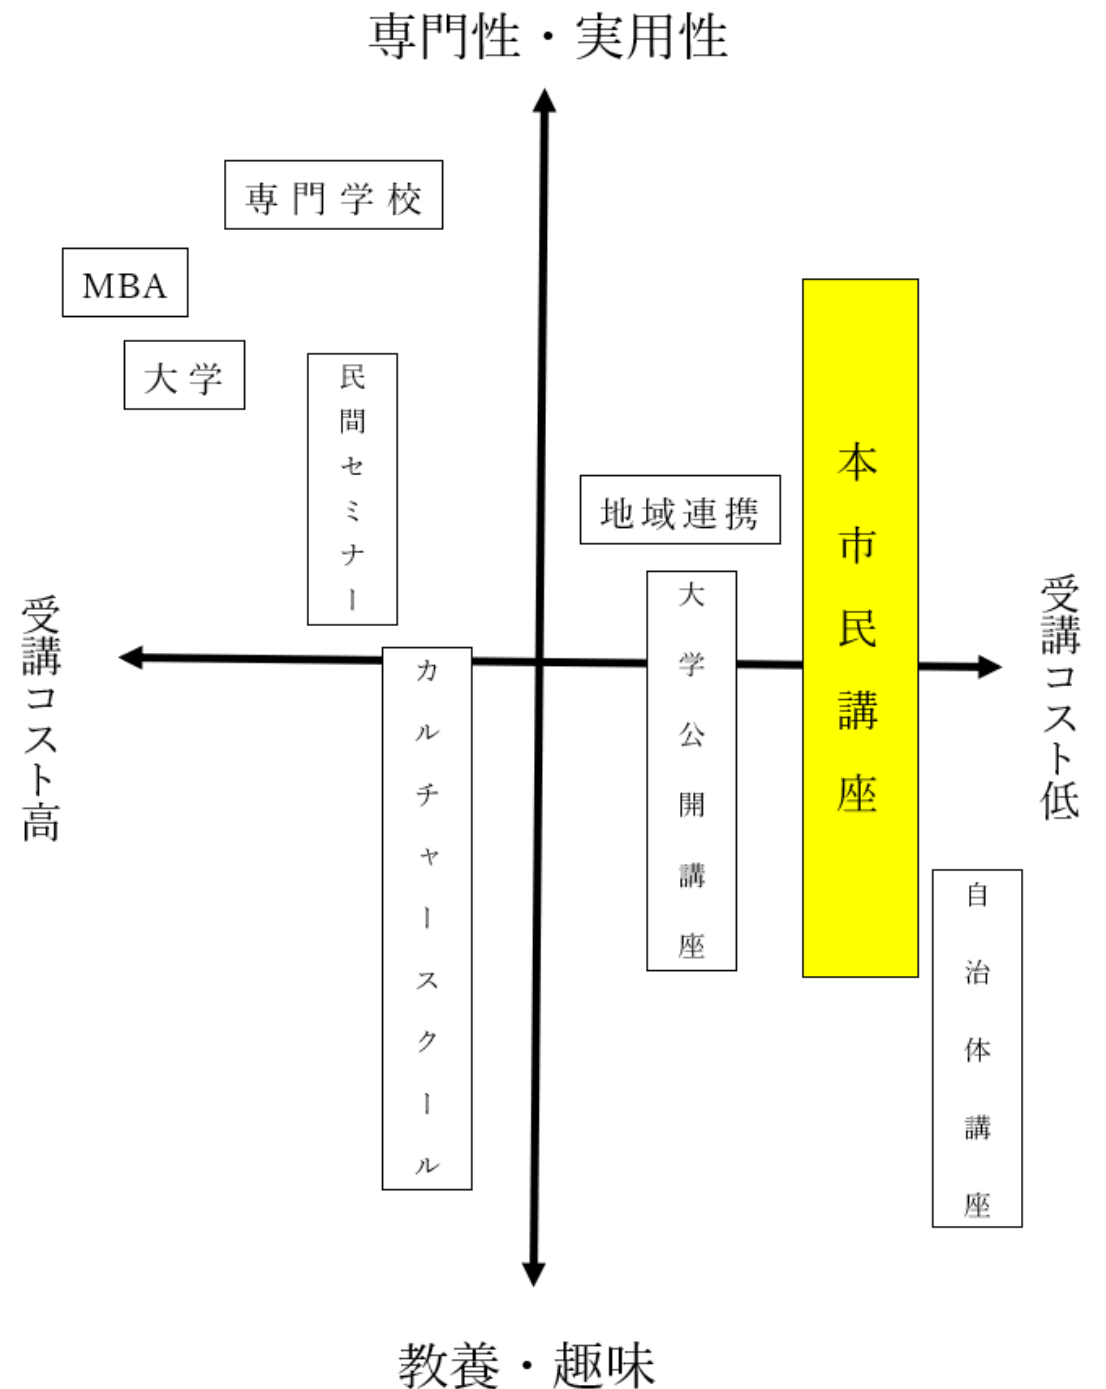 専門性・実用性
専門学校
MBA
大学
民間セミナー
地域連携
本市民講座
大学公開講座
受講コスト高
受講コスト低
カルチャースクール
自治体講座
教養・趣味